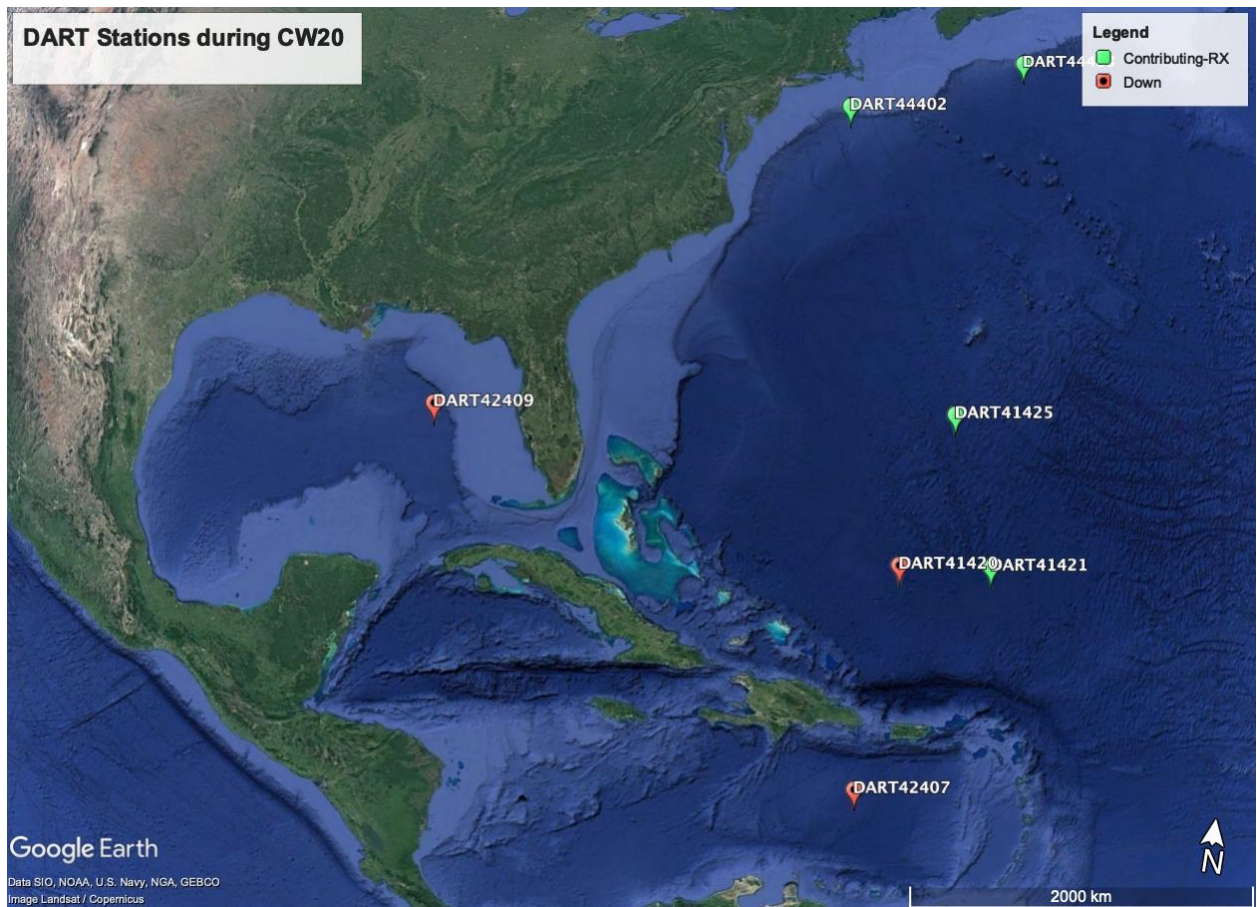 DART Stations during CW20
Legend
Contributing-RX
Down
DART44402
DART42409
DART41425
DART41420
DART41421
DART42407
N
Google Earth
Data SIO, NOAA, U.S. Navy, NGA, GEBCO
Image Landsat / Copernicus
2000 km